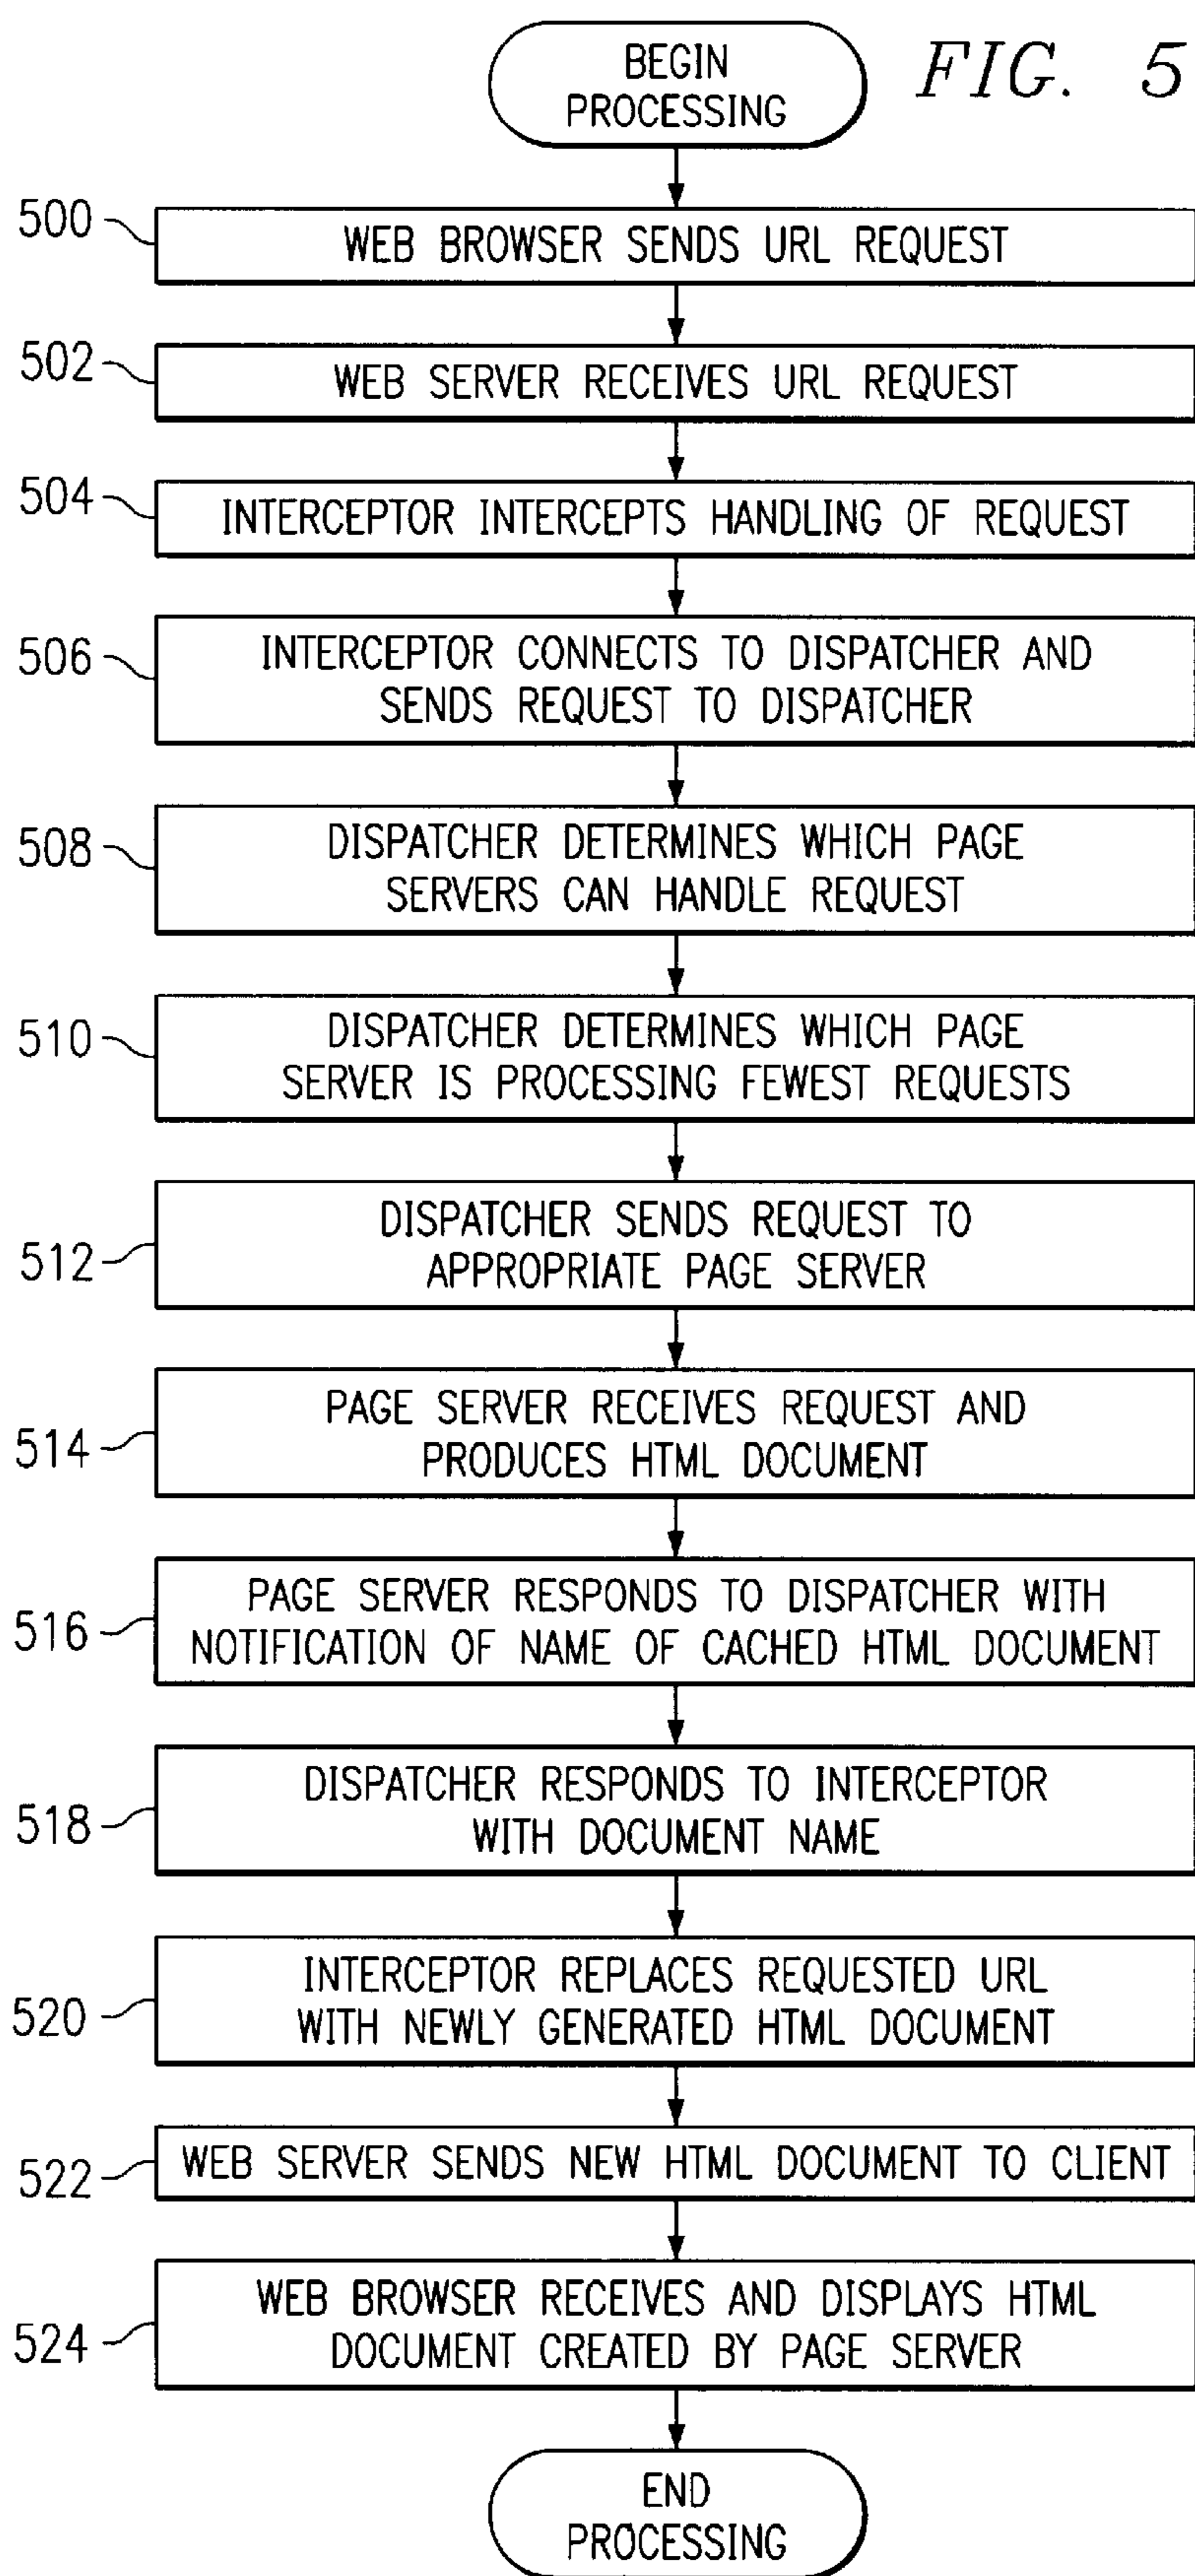 BEGIN
PROCESSING
FIG. 5
500
WEB BROWSER SENDS URL REQUEST
502
WEB SERVER RECEIVES URL REQUEST
504
INTERCEPTOR INTERCEPTS HANDLING OF REQUEST
506
INTERCEPTOR CONNECTS TO DISPATCHER AND
SENDS REQUEST TO DISPATCHER
508
DISPATCHER DETERMINES WHICH PAGE
SERVERS CAN HANDLE REQUEST
510
DISPATCHER DETERMINES WHICH PAGE
SERVER IS PROCESSING FEWEST REQUESTS
512
DISPATCHER SENDS REQUEST TO
APPROPRIATE PAGE SERVER
514
PAGE SERVER RECEIVES REQUEST AND
PRODUCES HTML DOCUMENT
516
PAGE SERVER RESPONDS TO DISPATCHER WITH
NOTIFICATION OF NAME OF CACHED HTML DOCUMENT
518
DISPATCHER RESPONDS TO INTERCEPTOR
WITH DOCUMENT NAME
520
INTERCEPTOR REPLACES REQUESTED URL
WITH NEWLY GENERATED HTML DOCUMENT
522
WEB SERVER SENDS NEW HTML DOCUMENT TO CLIENT
524
WEB BROWSER RECEIVES AND DISPLAYS HTML
DOCUMENT CREATED BY PAGE SERVER
END
PROCESSING